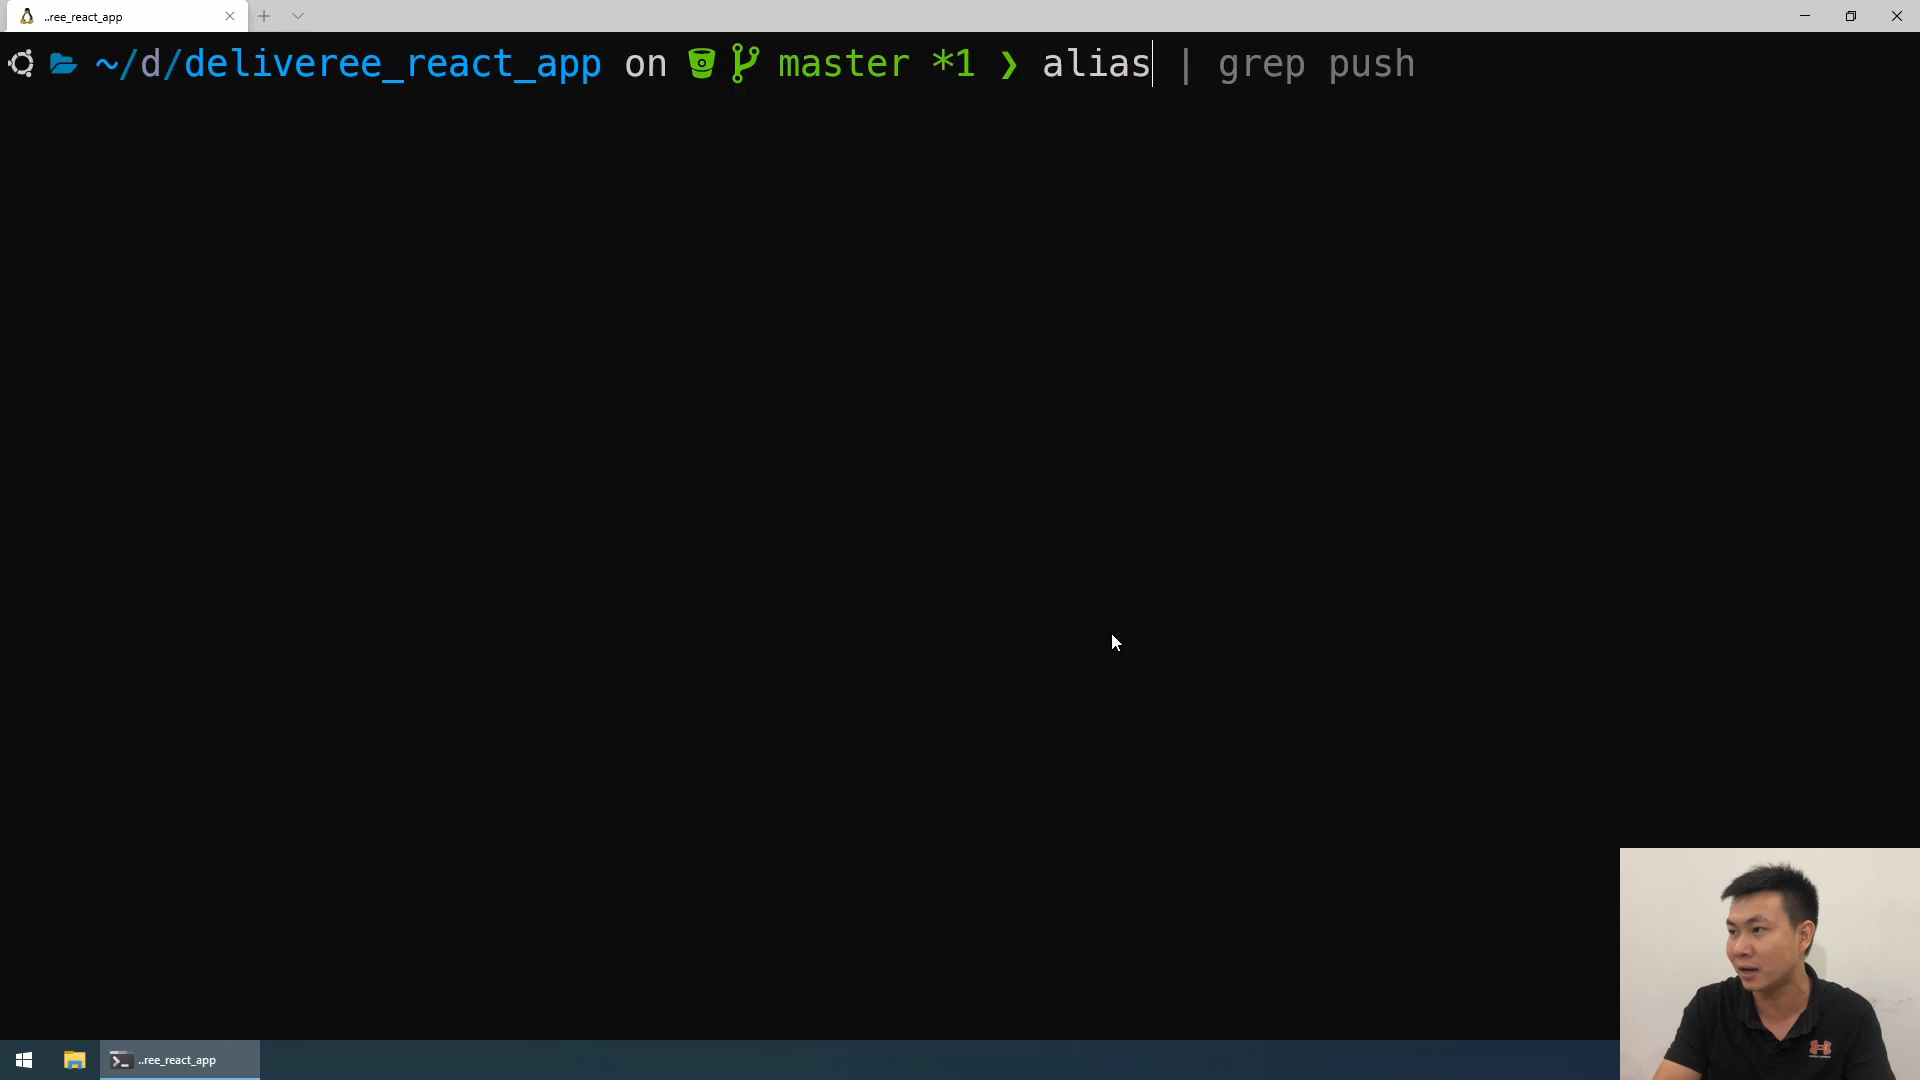 ..ree_react_app
~/d/deliveree_react_app on master *1 ❯ alias | grep push
..ree_react_app